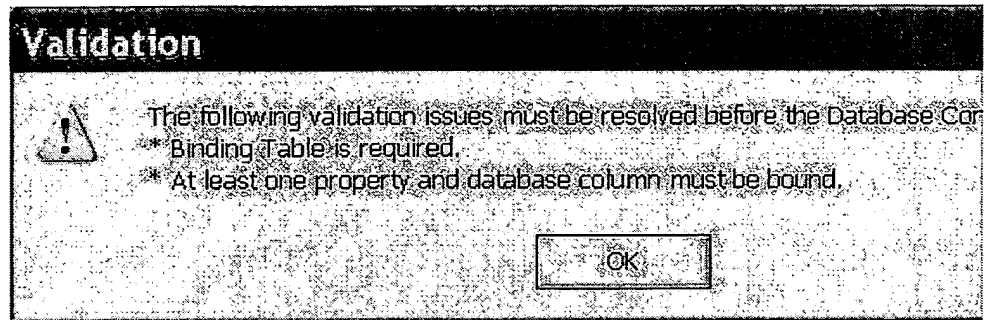 Validation
The following validation issues must be resolved before the Database Cor
* Binding Table is required.
* At least one property and database column must be bound.
OK